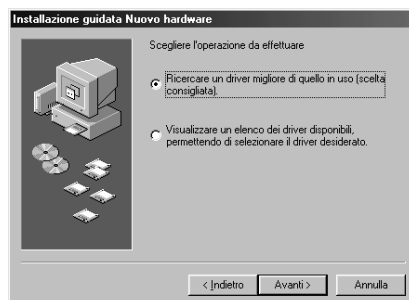 Installazione guidata Nuovo hardware
Scegliere l'operazione da effettuare
Ricercare un driver migliore di quello in uso (scelta
consigliata).
Visualizzare un elenco dei driver disponibili,
permettendo di selezionare il driver desiderato.
< Indietro
Avanti >
Annulla